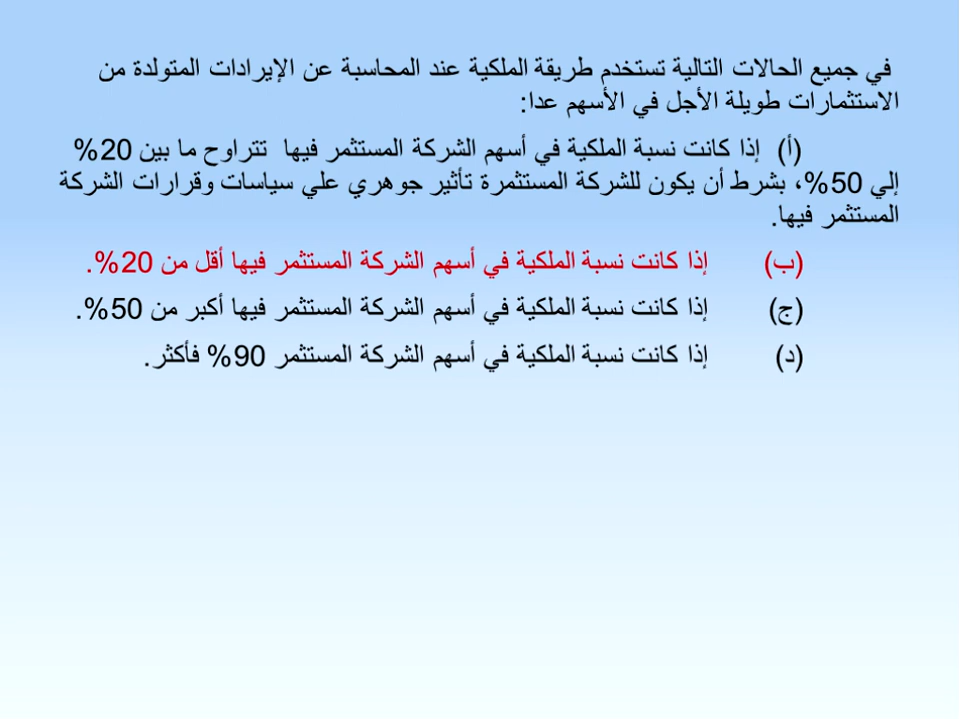 في جميع الحالات التالية تستخدم طريقة الملكية عند المحاسبة عن الإيرادات المتولدة من
الاستثمارات طويلة الأجل في الأسهم عدا:
(أ) إذا كانت نسبة الملكية في أسهم الشركة المستثمر فيها تتراوح ما بين 20%
إلي 50%، بشرط أن يكون للشركة المستثمرة تأثير جوهري علي سياسات وقرارات الشركة
المستثمر فيها.
(ب) إذا كانت نسبة الملكية في أسهم الشركة المستثمر فيها أقل من 20%.
(ج) إذا كانت نسبة الملكية في أسهم الشركة المستثمر فيها أكبر من 50%.
(د) إذا كانت نسبة الملكية في أسهم الشركة المستثمر 90% فأكثر.